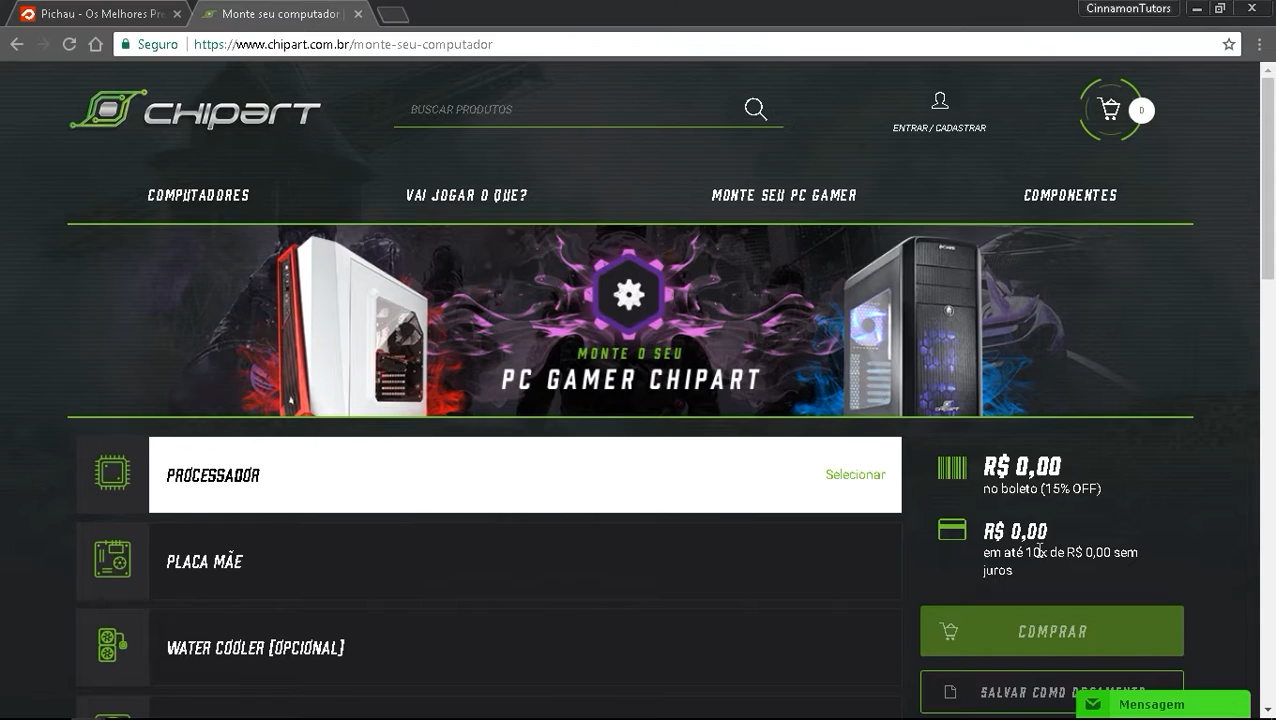 Pichau - Os Melhores Pre
Monte seu computador
CinnamonTutors
Seguro
https://www.chipart.com.br/monte-seu-computador
CHIPART
BUSCAR PRODUTOS
ENTRAR / CADASTRAR
0
COMPUTADORES
VAI JOGAR O QUE?
MONTE SEU PC GAMER
COMPONENTES
MONTE O SEU
PC GAMER CHIPART
PROCESSADOR
Selecionar
R$ 0,00
no boleto (15% OFF)
PLACA MÃE
R$ 0,00
em até 10x de R$ 0,00 sem
juros
WATER COOLER [OPCIONAL]
COMPRAR
SALVAR COMO ORÇAMENTO
Mensagem